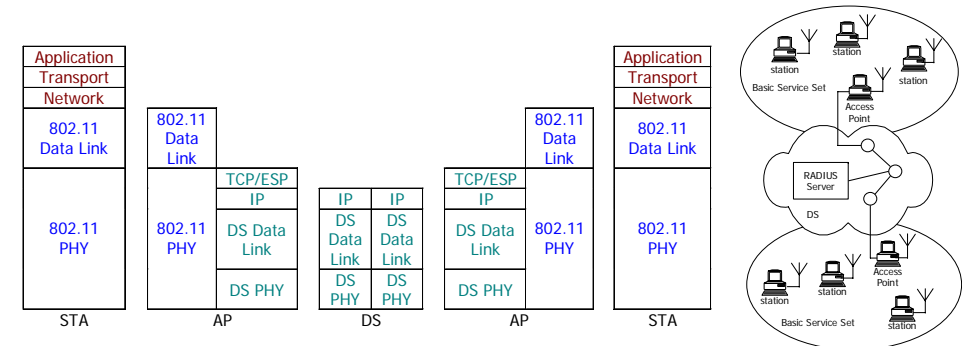 Application
Transport
Network
802.11
Data Link
802.11
PHY
STA
802.11
Data
Link
802.11
PHY
TCP/ESP
IP
DS Data
Link
DS PHY
AP
IP
DS
Data
Link
DS
PHY
IP
DS
Data
Link
DS
PHY
DS
TCP/ESP
IP
DS Data
Link
DS PHY
802.11
Data
Link
802.11
PHY
AP
Application
Transport
Network
802.11
Data Link
802.11
PHY
STA
station
station
station
Basic Service Set
Access
Point
RADIUS
Server
DS
Access
Point
station
station
station
Basic Service Set